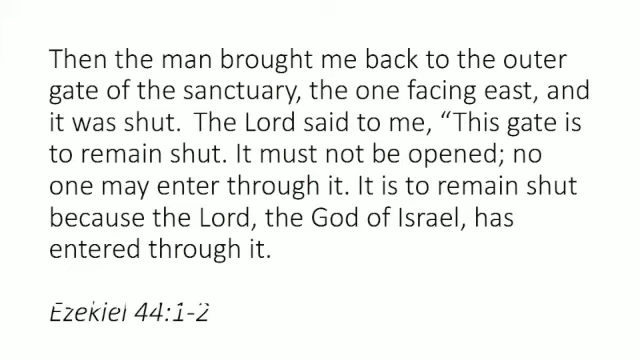 Then the man brought me back to the outer
gate of the sanctuary, the one facing east, and
it was shut.  The Lord said to me, “This gate is
to remain shut. It must not be opened; no
one may enter through it. It is to remain shut
because the Lord, the God of Israel, has
entered through it.
Ezekiel 44:1-2